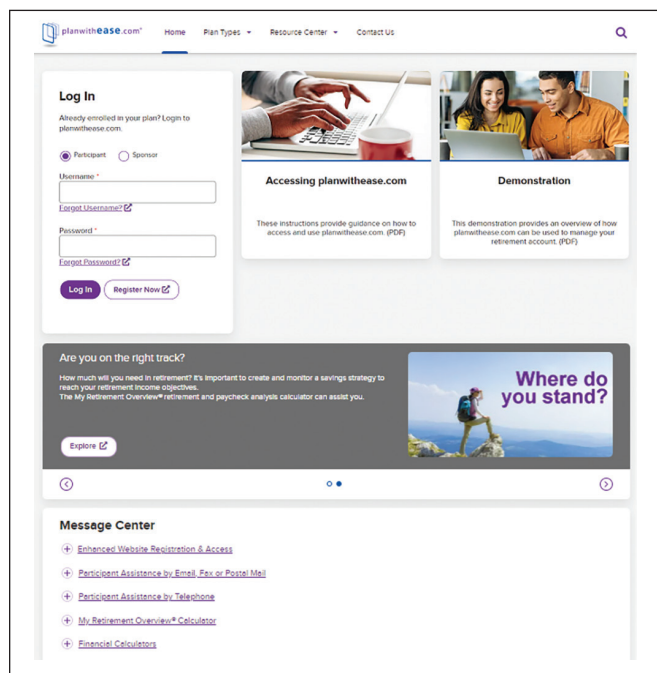 planwithease.com
Home
Plan Types
Resource Center
Contact Us
Log In
Already enrolled in your plan? Login to
planwithease.com.
Participant
Sponsor
Username *
Forgot Username?
Password *
Forgot Password?
Log In
Register Now
Accessing planwithease.com
These instructions provide guidance on how to
access and use planwithease.com. (PDF)
Demonstration
This demonstration provides an overview of how
planwithease.com can be used to manage your
retirement account. (PDF)
Are you on the right track?
How much will you need in retirement? It's important to create and monitor a savings strategy to
reach your retirement income objectives.
The My Retirement Overview® retirement and paycheck analysis calculator can assist you.
Explore
Where do
you stand?
Message Center
Enhanced Website Registration & Access
Participant Assistance by Email, Fax or Postal Mail
Participant Assistance by Telephone
My Retirement Overview® Calculator
Financial Calculators